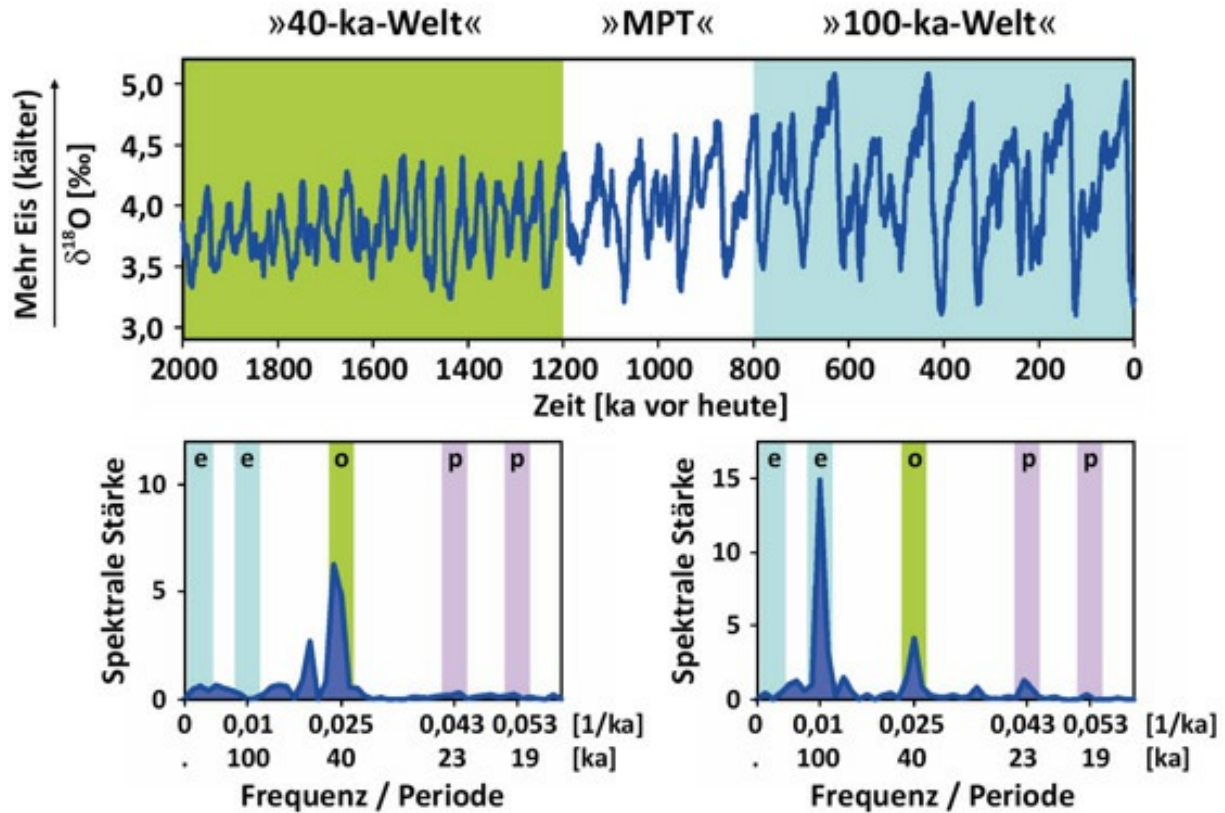 »40-ka-Welt« »MPT« »100-ka-Welt«
Mehr Eis (kälter)
δ¹⁸O [‰]
5,0
4,5
4,0
3,5
3,0
2000 1800 1600 1400 1200 1000 800 600 400 200 0
Zeit [ka vor heute]
Spektrale Stärke
10
5
0
e e o p p
0 0,01 0,025 0,043 0,053 [1/ka]
. 100 40 23 19 [ka]
Frequenz / Periode
Spektrale Stärke
15
10
5
0
e e o p p
0 0,01 0,025 0,043 0,053 [1/ka]
. 100 40 23 19 [ka]
Frequenz / Periode